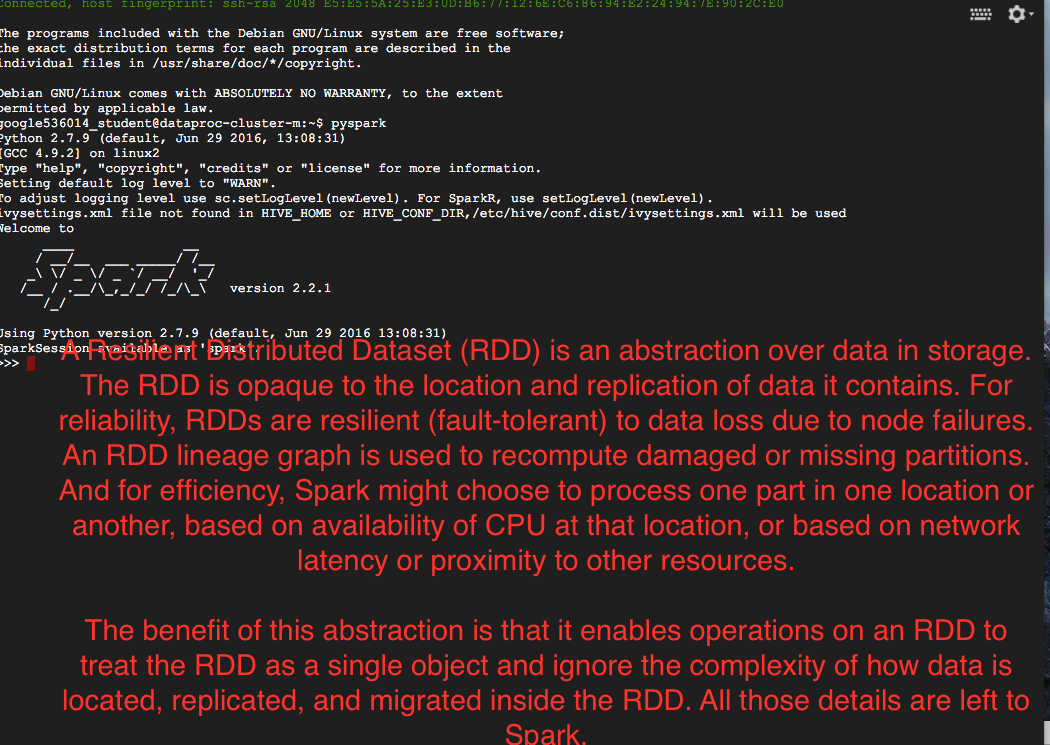 Connected, host fingerprint: ssh-rsa 2048 E5:E5:5A:25:E3:0D:B6:77:12:6E:C6:86:94:E2:24:94:7E:90:2C:E0
The programs included with the Debian GNU/Linux system are free software;
the exact distribution terms for each program are described in the
individual files in /usr/share/doc/*/copyright.
Debian GNU/Linux comes with ABSOLUTELY NO WARRANTY, to the extent
permitted by applicable law.
google536014_student@dataproc-cluster-m:~$ pyspark
Python 2.7.9 (default, Jun 29 2016, 13:08:31)
[GCC 4.9.2] on linux2
Type "help", "copyright", "credits" or "license" for more information.
Setting default log level to "WARN".
To adjust logging level use sc.setLogLevel(newLevel). For SparkR, use setLogLevel(newLevel).
ivysettings.xml file not found in HIVE_HOME or HIVE_CONF_DIR,/etc/hive/conf.dist/ivysettings.xml will be used
Welcome to
Spark version 2.2.1
Using Python version 2.7.9 (default, Jun 29 2016 13:08:31)
SparkSession available as 'spark'.
>>>
A Resilient Distributed Dataset (RDD) is an abstraction over data in storage.
The RDD is opaque to the location and replication of data it contains. For
reliability, RDDs are resilient (fault-tolerant) to data loss due to node failures.
An RDD lineage graph is used to recompute damaged or missing partitions.
And for efficiency, Spark might choose to process one part in one location or
another, based on availability of CPU at that location, or based on network
latency or proximity to other resources.
The benefit of this abstraction is that it enables operations on an RDD to
treat the RDD as a single object and ignore the complexity of how data is
located, replicated, and migrated inside the RDD. All those details are left to
Spark.